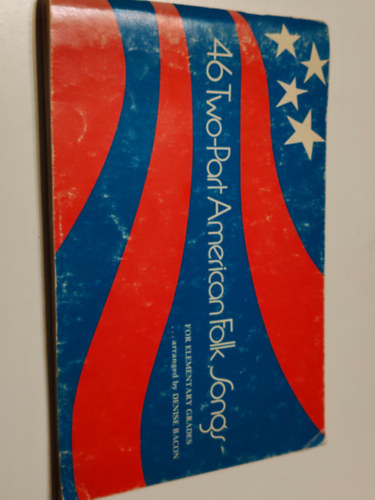 46 Two-Part American Folk Songs-
FOR ELEMENTARY GRADES
...arranged by DENISE BACON